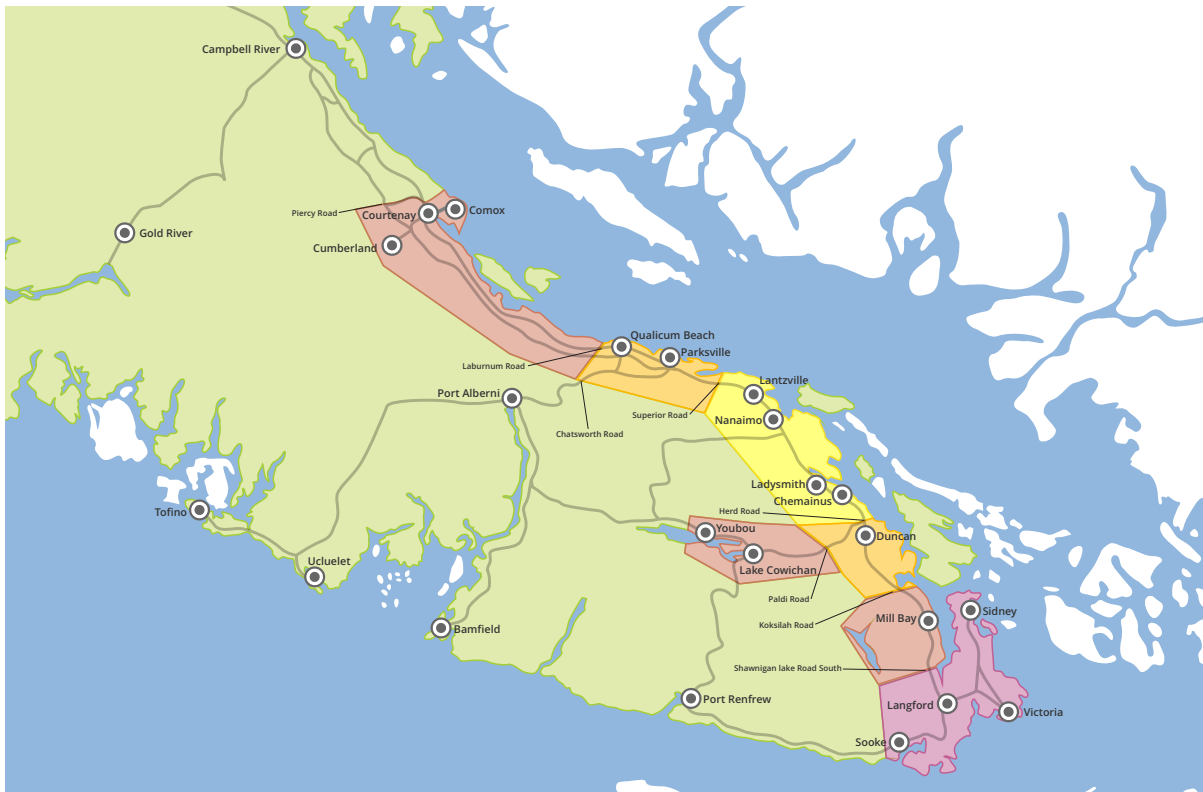 Campbell River
Piercy Road
Courtenay
Comox
Gold River
Cumberland
Qualicum Beach
Parksville
Laburnum Road
Lantzville
Port Alberni
Superior Road
Nanaimo
Chatsworth Road
Ladysmith
Chemainus
Tofino
Herd Road
Youbou
Duncan
Ucluelet
Lake Cowichan
Paldi Road
Sidney
Mill Bay
Koksilah Road
Bamfield
Shawnigan lake Road South
Port Renfrew
Langford
Victoria
Sooke